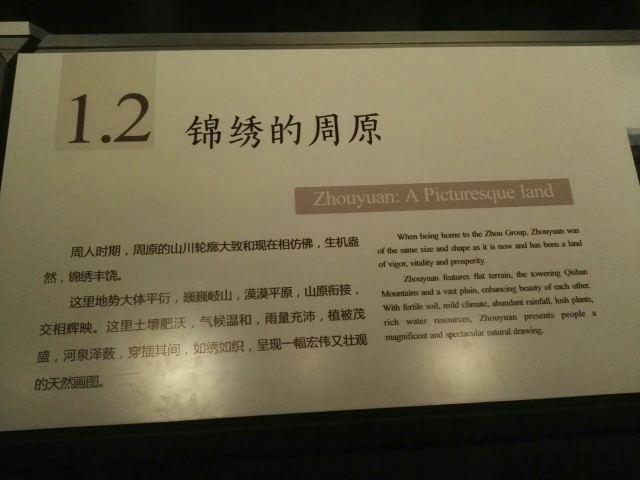 1.2 锦绣的周原
Zhouyuan: A Picturesque land
周人时期，周原的山川轮廓大致和现在相仿佛，生机盎
然，锦绣丰饶。
这里地势大体平衍，巍巍岐山，漠漠平原，山原衔接，
交相辉映。这里土壤肥沃，气候温和，雨量充沛，植被茂
盛，河泉泽薮，穿插其间，如绣如织，呈现一幅宏伟又壮观
的天然画图。
When being home to the Zhou Group, Zhouyuan was
of the same size and shape as it is now and has been a land
of vigor, vitality and prosperity.
Zhouyuan features flat terrain, the towering Qishan
Mountains and a vast plain, enhancing beauty of each other.
With fertile soil, mild climate, abundant rainfall, lush plants,
rich water resources, Zhouyuan presents people a
magnificent and spectacular natural drawing.